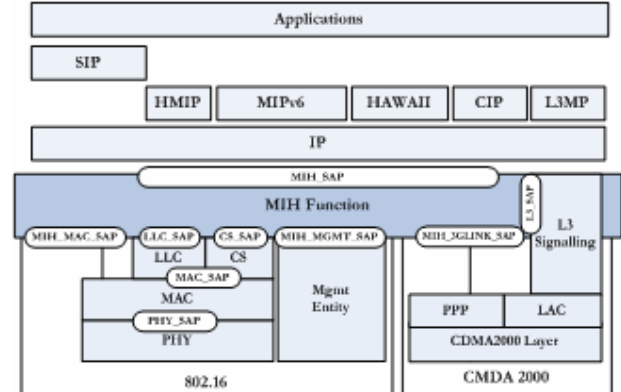 Applications
SIP
HMIP MIPv6 HAWAII CIP L3MP
IP
MIH_SAP
MIH Function
L3_SAP
L3
Signalling
MIH_MAC_SAP LLC_SAP CS_SAP MIH_MGMT_SAP MIH_3GLINK_SAP
LLC CS
MAC_SAP
MAC
Mgmt
Entity
PHY_SAP
PHY
PPP LAC
CDMA2000 Layer
802.16
CMDA 2000